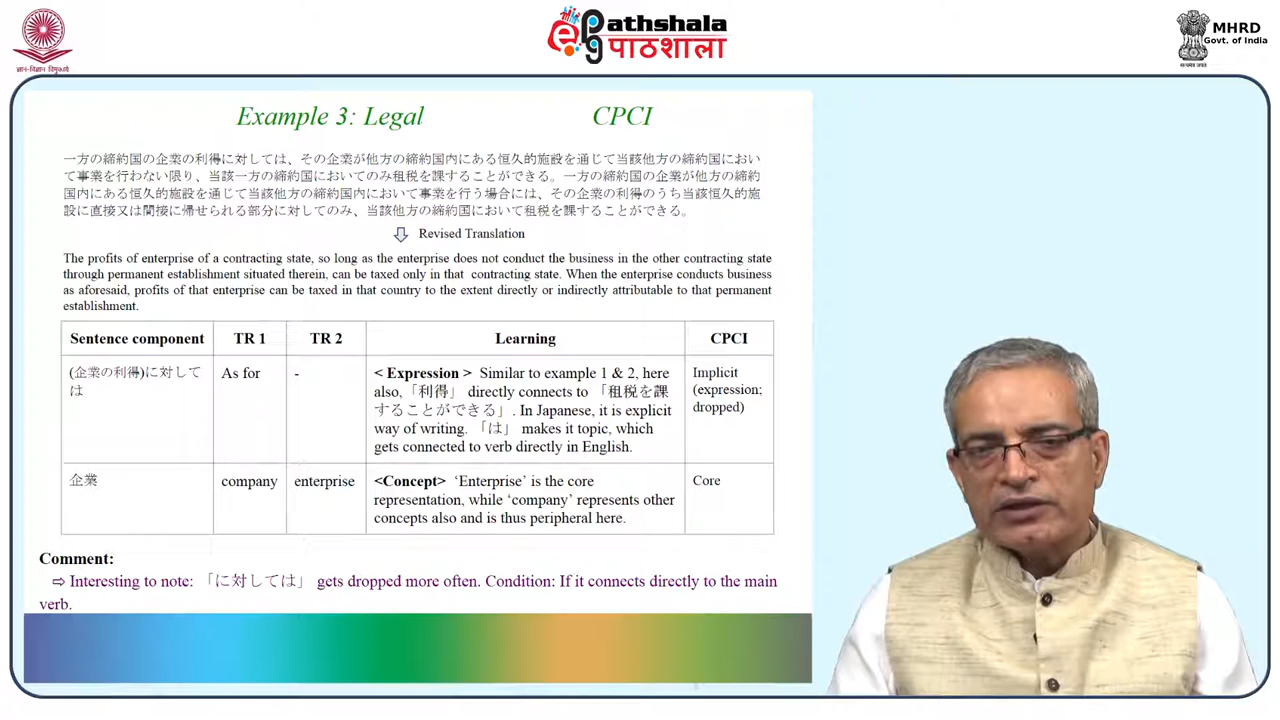 ज्ञान-विज्ञान विमुक्तये
epathshala
पाठशाला
सत्यमेव जयते
MHRD
Govt. of India
Example 3: Legal CPCI
一方の締約国の企業の利得に対しては、その企業が他方の締約国内にある恒久的施設を通じて当該他方の締約国におい
て事業を行わない限り、当該一方の締約国においてのみ租税を課することができる。一方の締約国の企業が他方の締約
国内にある恒久的施設を通じて当該他方の締約国内において事業を行う場合には、その企業の利得のうち当該恒久的施
設に直接又は間接に帰せられる部分に対してのみ、当該他方の締約国において租税を課することができる。
Revised Translation
The profits of enterprise of a contracting state, so long as the enterprise does not conduct the business in the other contracting state
through permanent establishment situated therein, can be taxed only in that contracting state. When the enterprise conducts business
as aforesaid, profits of that enterprise can be taxed in that country to the extent directly or indirectly attributable to that permanent
establishment.
Sentence component TR 1 TR 2 Learning CPCI
(企業の利得)に対して
は
As for
-
< Expression > Similar to example 1 & 2, here
also,「利得」 directly connects to 「租税を課
することができる」. In Japanese, it is explicit
way of writing. 「は」 makes it topic, which
gets connected to verb directly in English.
Implicit
(expression;
dropped)
企業
company
enterprise
<Concept> ‘Enterprise’ is the core
representation, while ‘company’ represents other
concepts also and is thus peripheral here.
Core
Comment:
⇨ Interesting to note: 「に対しては」 gets dropped more often. Condition: If it connects directly to the main
verb.